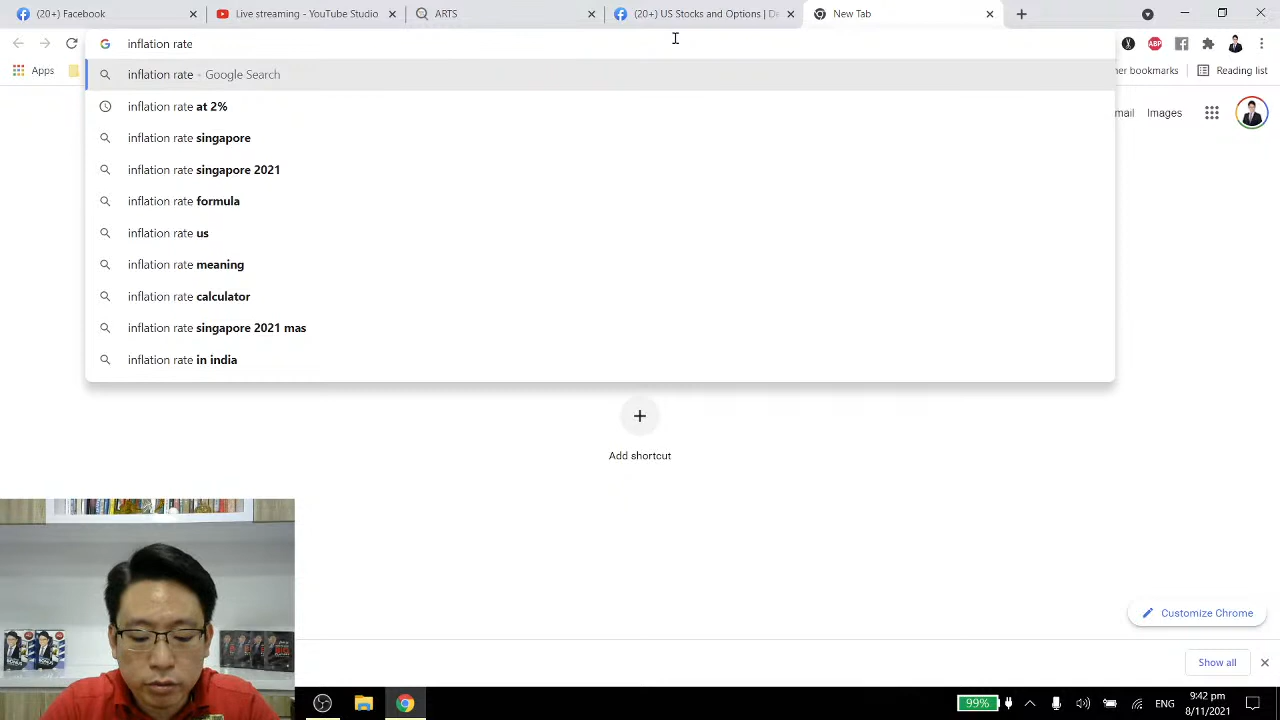 (20+) Facebook
Live streaming - YouTube Studio
ARTS
(20+) US Stocks and Options | De
New Tab
inflation rate
ABP
Apps
inflation rate - Google Search
her bookmarks
Reading list
inflation rate at 2%
mail
Images
inflation rate singapore
inflation rate singapore 2021
inflation rate formula
inflation rate us
inflation rate meaning
inflation rate calculator
inflation rate singapore 2021 mas
inflation rate in india
Add shortcut
Customize Chrome
Show all
99%
ENG
9:42 pm
8/11/2021